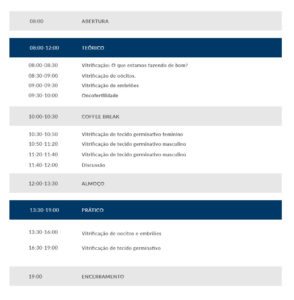 08:00 ABERTURA
08:00-12:00 TEÓRICO
08:00-08:30 Vitrificação: O que estamos fazendo de bom?
08:30-09:00 Vitrificação de oócitos.
09:00-09:30 Vitrificação de embriões
09:30-10:00 Oncofertilidade
10:00-10:30 COFFEE BREAK
10:30-10:50 Vitrificação de tecido germinativo feminino
10:50-11:20 Vitrificação de tecido germinativo masculino
11:20-11:40 Vitrificação de tecido germinativo masculino
11:40-12:00 Discussão
12:00-13:30 ALMOÇO
13:30-19:00 PRÁTICO
13:30-16:00 Vitrificação de oócitos e embriões
16:30-19:00 Vitrificação de tecido germinativo
19:00 ENCERRAMENTO